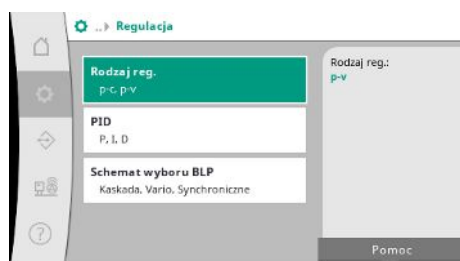 ..▸ Regulacja
Rodzaj reg.
p-c, p-v
PID
P, I, D
Schemat wyboru BLP
Kaskada, Vario, Synchroniczne
Rodzaj reg.:
p-v
Pomoc